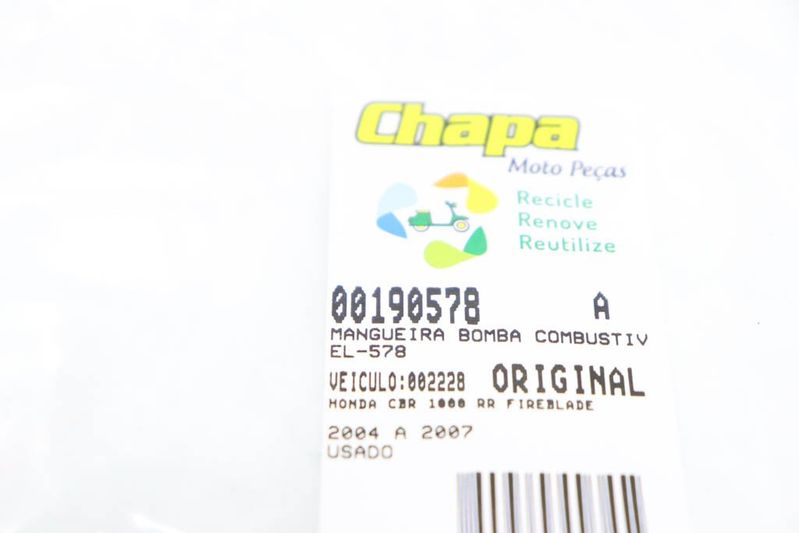 Chapa
Moto Peças
Recicle
Renove
Reutilize
00190578 A
MANGUEIRA BOMBA COMBUSTIV
EL-578
VEICULO:002228 ORIGINAL
HONDA CBR 1000 RR FIREBLADE
2004 A 2007
USADO